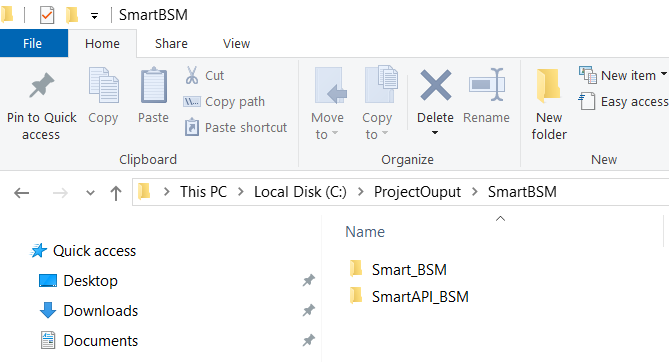 SmartBSM
File Home Share View
Pin to Quick access
Copy
Paste
Cut
Copy path
Paste shortcut
Clipboard
Move to
Copy to
Delete
Rename
Organize
New folder
New item
Easy access
New
This PC Local Disk (C:) ProjectOuput SmartBSM
Quick access
Desktop
Downloads
Documents
Name
Smart_BSM
SmartAPI_BSM